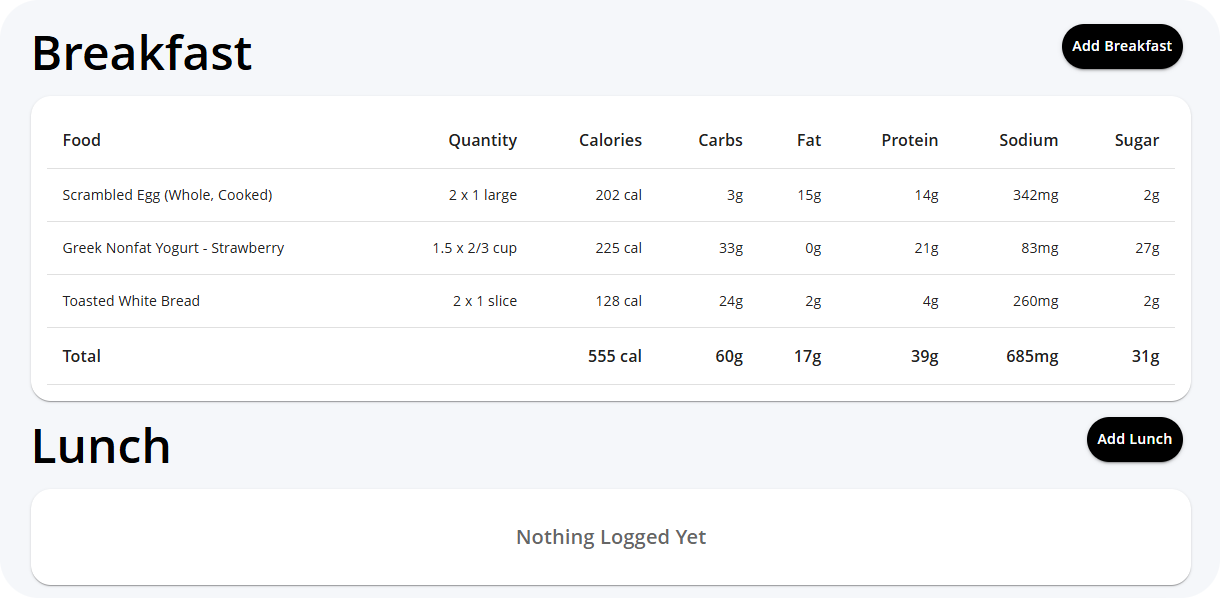 Breakfast
Add Breakfast
Food Quantity Calories Carbs Fat Protein Sodium Sugar
Scrambled Egg (Whole, Cooked) 2 x 1 large 202 cal 3g 15g 14g 342mg 2g
Greek Nonfat Yogurt - Strawberry 1.5 x 2/3 cup 225 cal 33g 0g 21g 83mg 27g
Toasted White Bread 2 x 1 slice 128 cal 24g 2g 4g 260mg 2g
Total 555 cal 60g 17g 39g 685mg 31g
Lunch
Add Lunch
Nothing Logged Yet